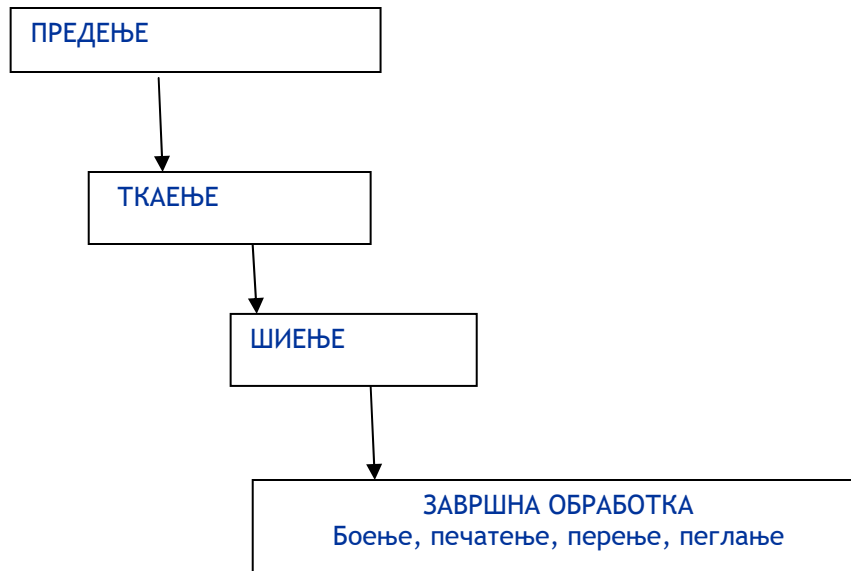 ПРЕДЕЊЕ
ТКАЕЊЕ
ШИЕЊЕ
ЗАВРШНА ОБРАБОТКА
Боење, печатење, перење, пеглање